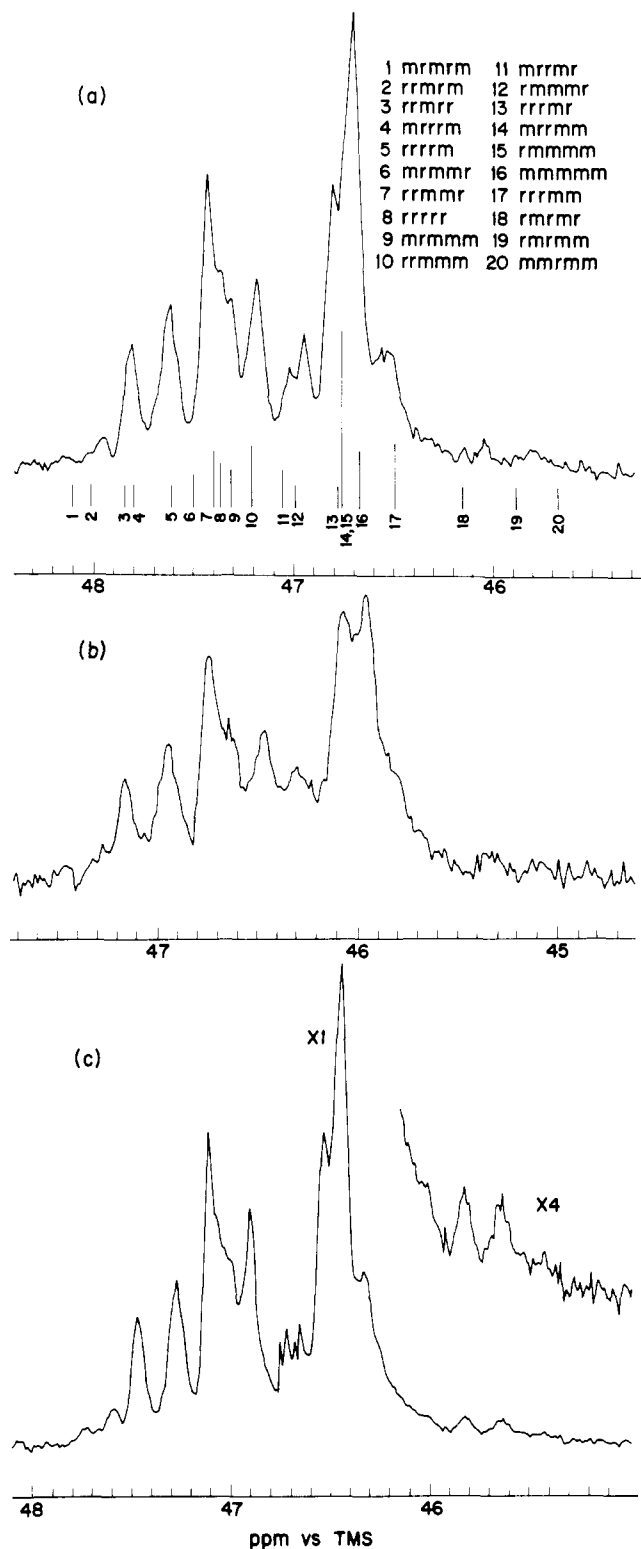 (a)
1 mrmrm 11 mrrmr
2 rrmrm 12 rmmmr
3 rrmrr 13 rrrmr
4 mrrrm 14 mrrmm
5 rrrrm 15 rmmmm
6 mrmmr 16 mmmmm
7 rrmmr 17 rrrmm
8 rrrrr 18 rmrmr
9 mrmmm 19 rmrmm
10 rrmmm 20 mmrmm
1 2 3 4 5 6 7 8 9 10 11 12 13 14,15 16 17 18 19 20
48 47 46
(b)
47 46 45
(c)
X1
X4
48 47 46
ppm vs TMS